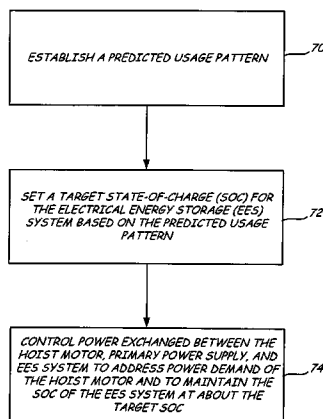 ESTABLISH A PREDICTED USAGE PATTERN
70
SET A TARGET STATE-OF-CHARGE (SOC) FOR
THE ELECTRICAL ENERGY STORAGE (EES)
SYSTEM BASED ON THE PREDICTED USAGE
PATTERN
72
CONTROL POWER EXCHANGED BETWEEN THE
HOIST MOTOR, PRIMARY POWER SUPPLY, AND
EES SYSTEM TO ADDRESS POWER DEMAND OF
THE HOIST MOTOR AND TO MAINTAIN THE
SOC OF THE EES SYSTEM AT ABOUT THE
TARGET SOC
74